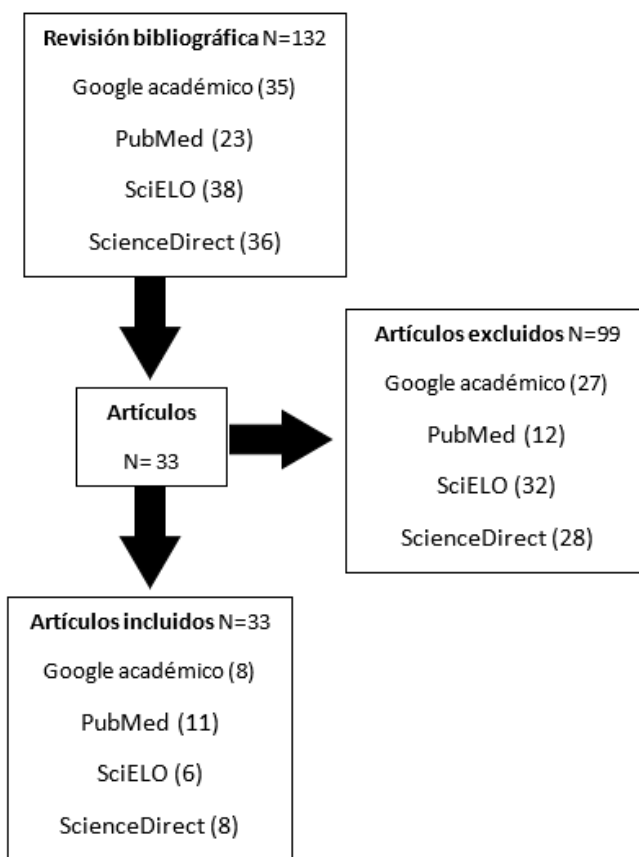 Revisión bibliográfica N=132
Google académico (35)
PubMed (23)
SciELO (38)
ScienceDirect (36)
Artículos
N= 33
Artículos excluidos N=99
Google académico (27)
PubMed (12)
SciELO (32)
ScienceDirect (28)
Artículos incluidos N=33
Google académico (8)
PubMed (11)
SciELO (6)
ScienceDirect (8)